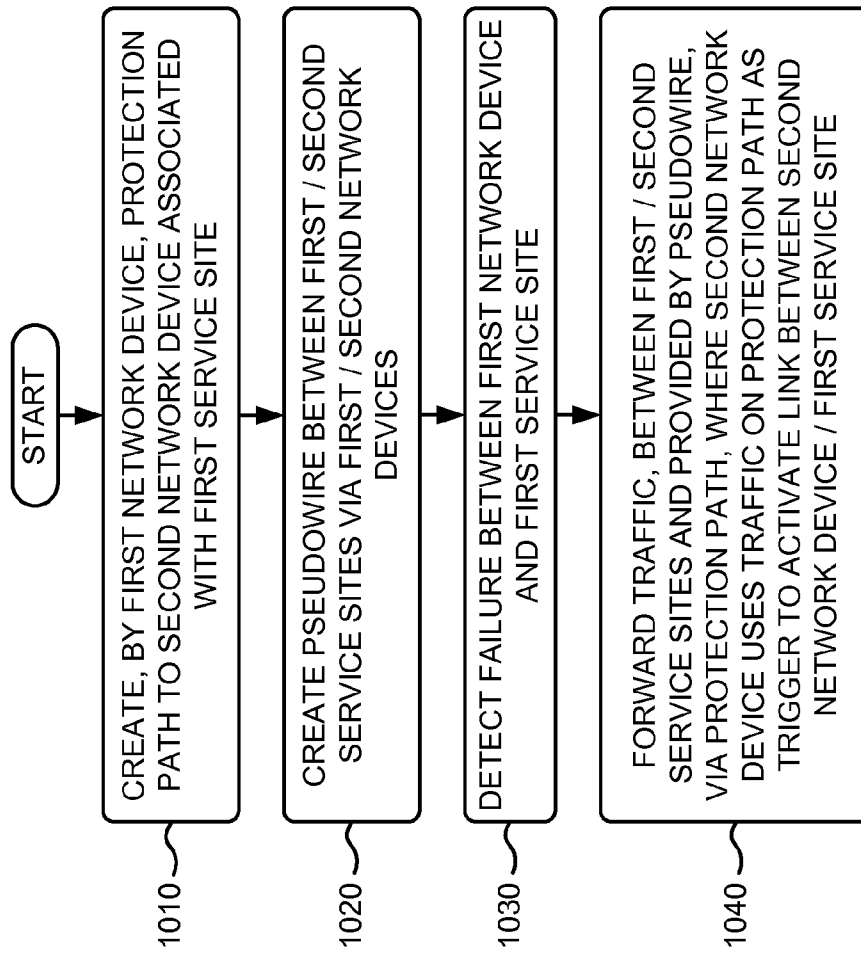 START
1010
CREATE, BY FIRST NETWORK DEVICE, PROTECTION
PATH TO SECOND NETWORK DEVICE ASSOCIATED
WITH FIRST SERVICE SITE
1020
CREATE PSEUDOWIRE BETWEEN FIRST / SECOND
SERVICE SITES VIA FIRST / SECOND NETWORK
DEVICES
1030
DETECT FAILURE BETWEEN FIRST NETWORK DEVICE
AND FIRST SERVICE SITE
1040
FORWARD TRAFFIC, BETWEEN FIRST / SECOND
SERVICE SITES AND PROVIDED BY PSEUDOWIRE,
VIA PROTECTION PATH, WHERE SECOND NETWORK
DEVICE USES TRAFFIC ON PROTECTION PATH AS
TRIGGER TO ACTIVATE LINK BETWEEN SECOND
NETWORK DEVICE / FIRST SERVICE SITE